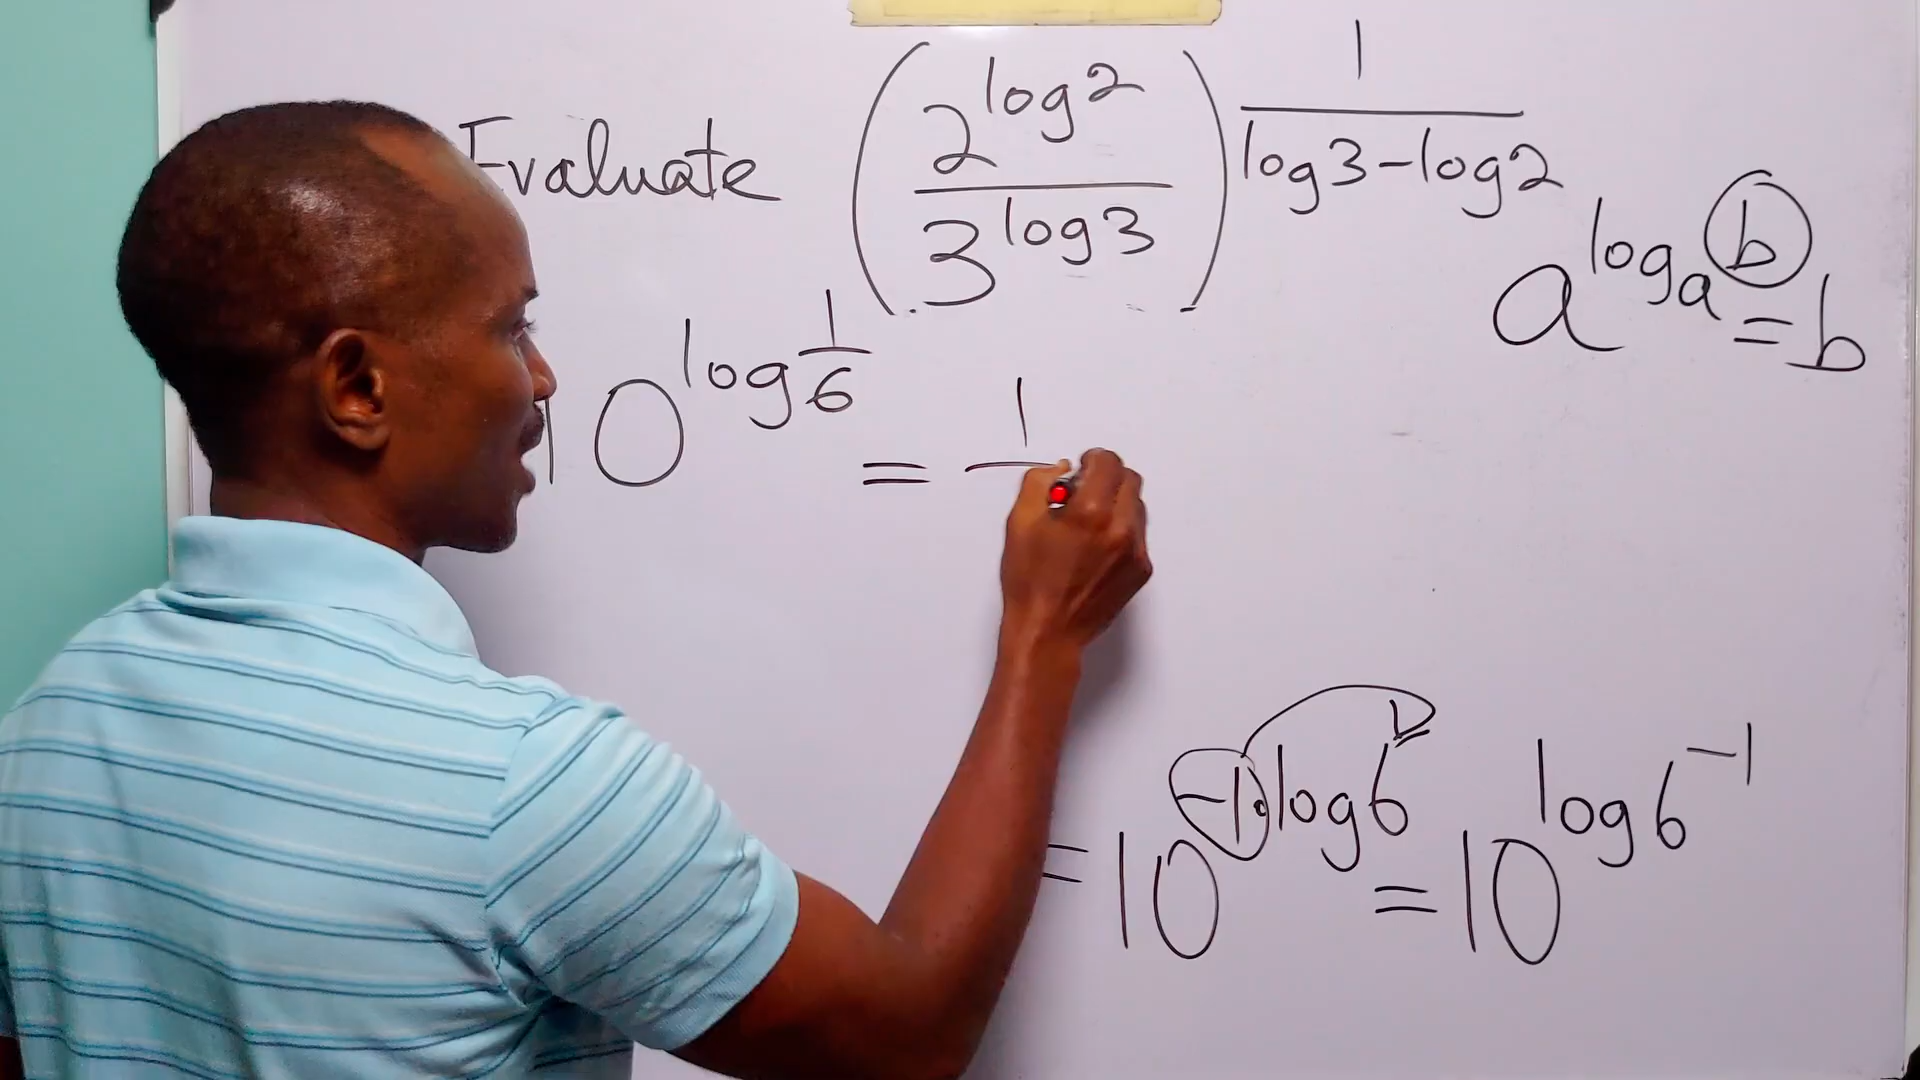 Evaluate (2^log2 / 3^log3)^(1 / (log3-log2))
a^(log_a b) = b
10^(log 1/6) = 1/
= 10^(-1·log6) = 10^(log6^-1)